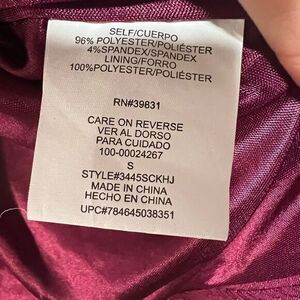 SELF/CUERPO
96% POLYESTER/POLIÉSTER
4%SPANDEX/SPANDEX
LINING/FORRO
100%POLYESTER/POLIÉSTER
RN#39831
CARE ON REVERSE
VER AL DORSO
PARA CUIDADO
100-00024267
S
STYLE#3445SCKHJ
MADE IN CHINA
HECHO EN CHINA
UPC#784645038351